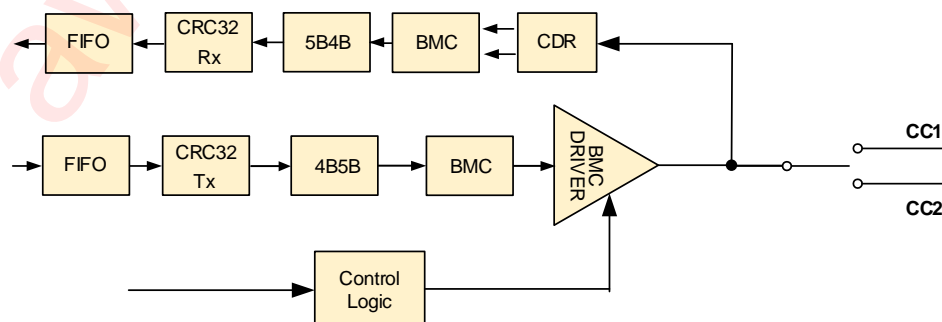 FIFO
CRC32
Rx
5B4B
BMC
CDR
FIFO
CRC32
Tx
4B5B
BMC
BMC
DRIVER
CC1
CC2
Control
Logic